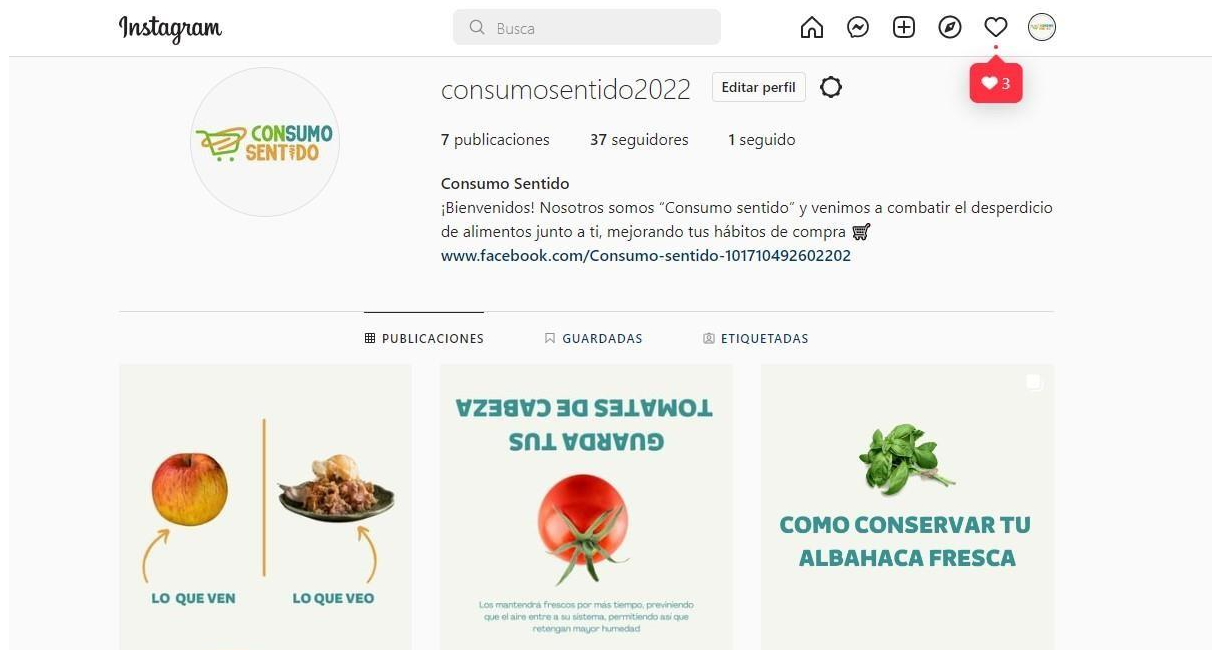 Instagram
Busca
3
consumosentido2022
Editar perfil
7 publicaciones
37 seguidores
1 seguido
CONSUMO
SENTIDO
Consumo Sentido
¡Bienvenidos! Nosotros somos “Consumo sentido” y venimos a combatir el desperdicio
de alimentos junto a ti, mejorando tus hábitos de compra
www.facebook.com/Consumo-sentido-101710492602202
PUBLICACIONES
GUARDADAS
ETIQUETADAS
LO QUE VEN
LO QUE VEO
GUARDA TUS
TOMATES DE CABEZA
Los mantendrá frescos por más tiempo, previniendo
que el aire entre a su sistema, permitiendo así que
retengan mayor humedad
COMO CONSERVAR TU
ALBAHACA FRESCA